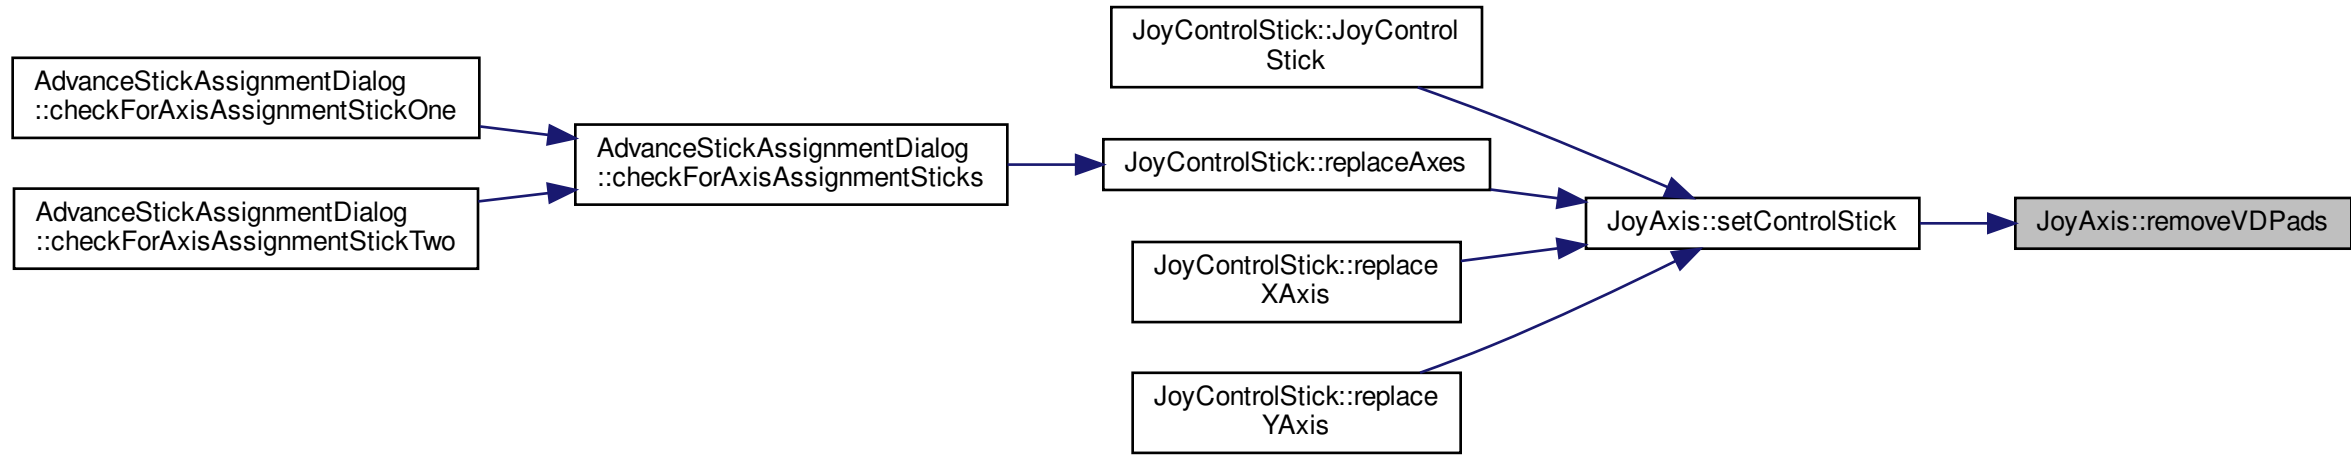 AdvanceStickAssignmentDialog
::checkForAxisAssignmentStickOne
AdvanceStickAssignmentDialog
::checkForAxisAssignmentStickTwo
AdvanceStickAssignmentDialog
::checkForAxisAssignmentSticks
JoyControlStick::JoyControl
Stick
JoyControlStick::replaceAxes
JoyControlStick::replace
XAxis
JoyControlStick::replace
YAxis
JoyAxis::setControlStick
JoyAxis::removeVDPads